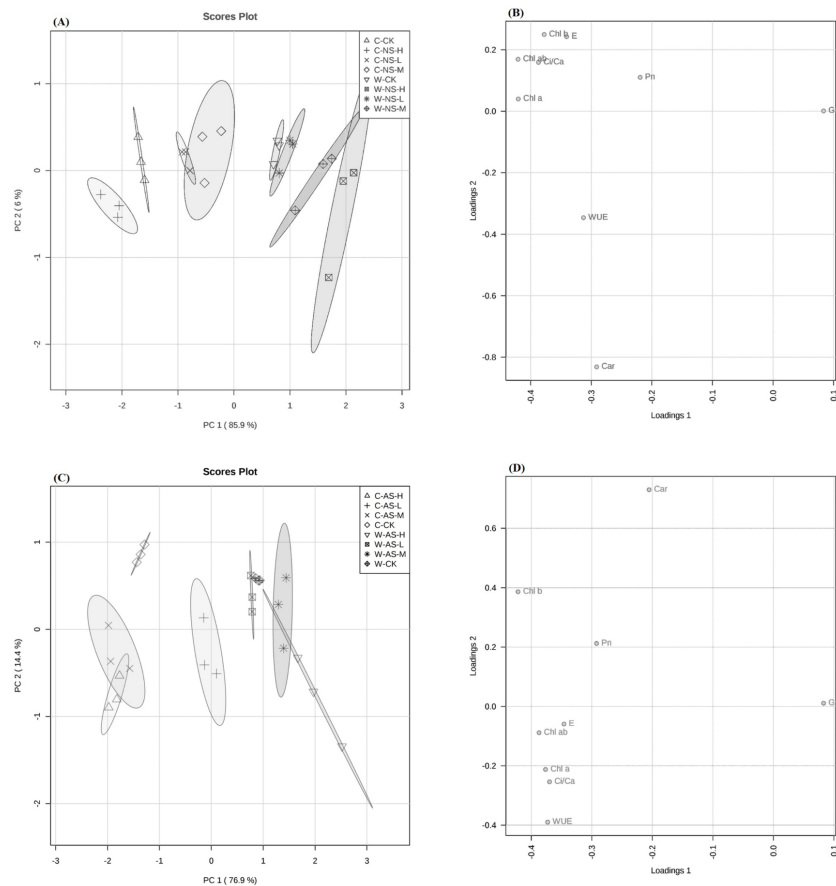 (A)
Scores Plot
C-CK
C-NS-H
C-NS-L
C-NS-M
W-CK
W-NS-H
W-NS-L
W-NS-M
PC 2 ( 6 %)
1
0
-1
-2
-3
-2
-1
0
1
2
3
PC 1 ( 85.9 %)
(B)
Chl b
E
Chl ab
Ci/Ca
Pn
Chl a
G
WUE
Car
Loadings 2
0.2
0.0
-0.2
-0.4
-0.6
-0.8
-0.4
-0.3
-0.2
-0.1
0.0
0.1
Loadings 1
(C)
Scores Plot
C-AS-H
C-AS-L
C-AS-M
C-CK
W-AS-H
W-AS-L
W-AS-M
W-CK
PC 2 ( 14.4 %)
1
0
-1
-2
-3
-2
-1
0
1
2
3
PC 1 ( 76.9 %)
(D)
Car
Chl b
Pn
G
E
Chl ab
Chl a
Ci/Ca
WUE
Loadings 2
0.6
0.4
0.2
0.0
-0.2
-0.4
-0.4
-0.3
-0.2
-0.1
0.0
0.1
Loadings 1